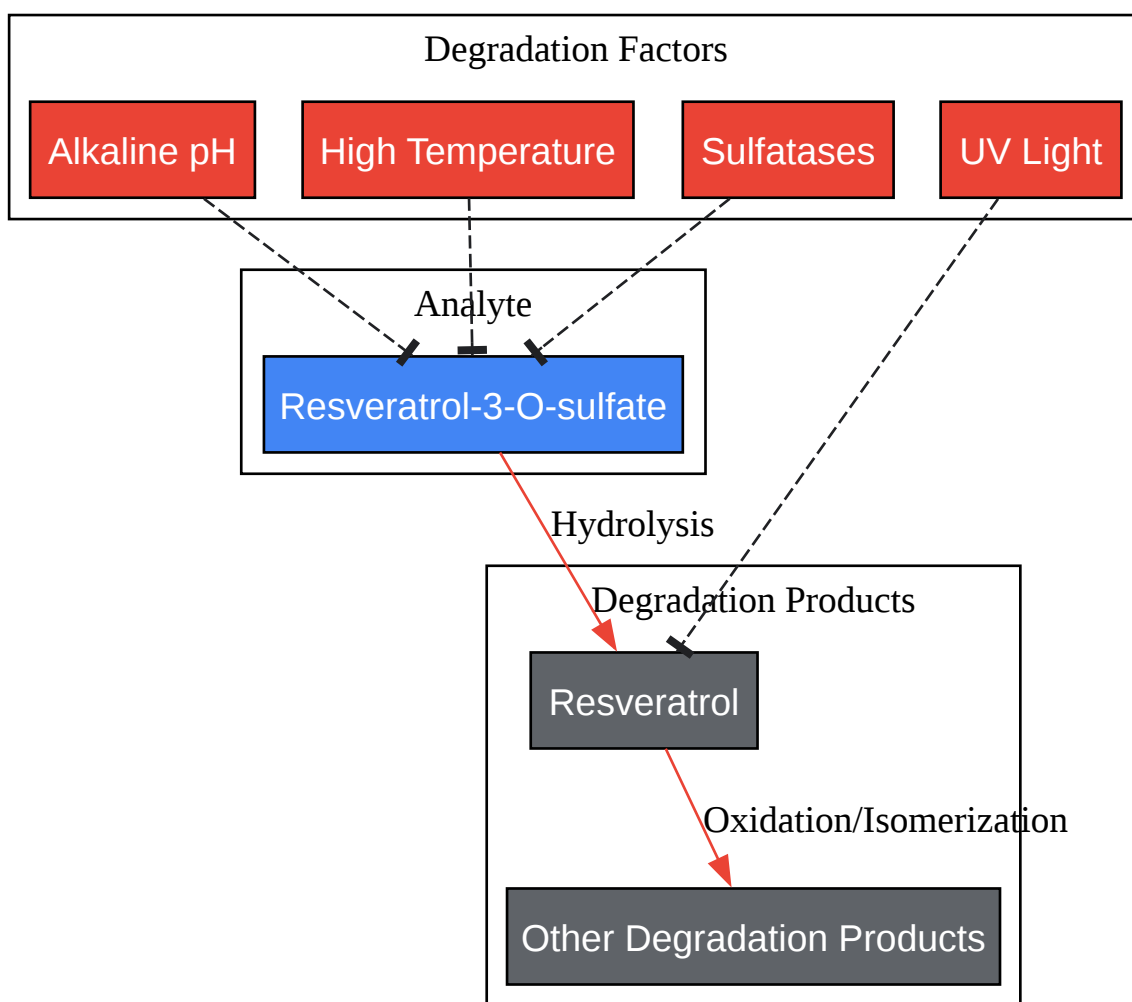 Degradation Factors
Alkaline pH
High Temperature
Sulfatases
UV Light
Analyte
Resveratrol-3-O-sulfate
Hydrolysis
Degradation Products
Resveratrol
Oxidation/Isomerization
Other Degradation Products